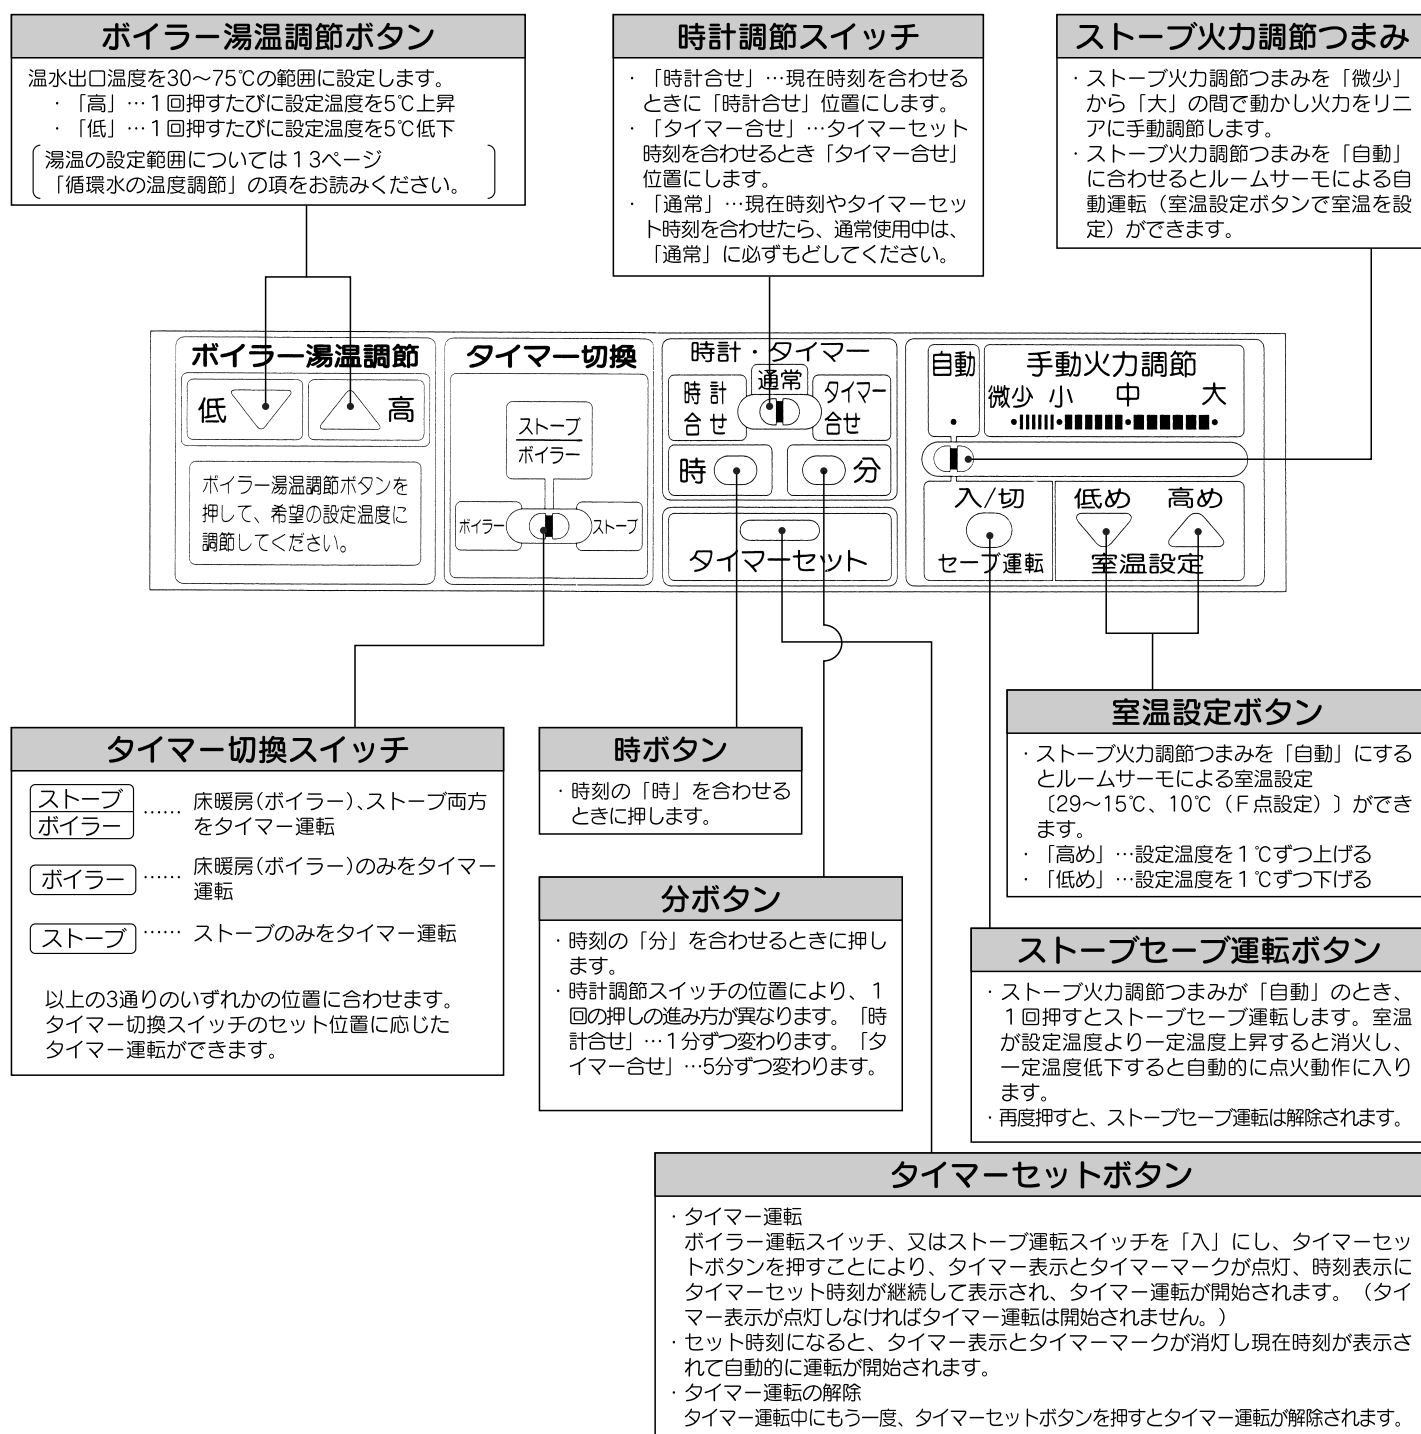 ボイラー湯温調節ボタン
温水出口温度を30～75℃の範囲に設定します。
・「高」…1回押すたびに設定温度を5℃上昇
・「低」…1回押すたびに設定温度を5℃低下
湯温の設定範囲については13ページ
「循環水の温度調節」の項をお読みください。
時計調節スイッチ
・「時計合せ」…現在時刻を合わせる
ときに「時計合せ」位置にします。
・「タイマー合せ」…タイマーセット
時刻を合わせるとき「タイマー合せ」
位置にします。
・「通常」…現在時刻やタイマーセッ
ト時刻を合わせたら、通常使用中は、
「通常」に必ずもどしてください。
ストーブ火力調節つまみ
・ストーブ火力調節つまみを「微少」
から「大」の間で動かし火力をリニ
アに手動調節します。
・ストーブ火力調節つまみを「自動」
に合わせるとルームサーモによる自
動運転（室温設定ボタンで室温を設
定）ができます。
ボイラー湯温調節
低
高
ボイラー湯温調節ボタンを
押して、希望の設定温度に
調節してください。
タイマー切換
ストーブ
ボイラー
ボイラー
ストーブ
時計・タイマー
時計
合せ
通常
タイマー
合せ
時
分
タイマーセット
自動
手動火力調節
微少 小 中 大
入/切
セーブ運転
低め 高め
室温設定
タイマー切換スイッチ
ストーブ
ボイラー
…… 床暖房(ボイラー)、ストーブ両方
をタイマー運転
ボイラー …… 床暖房(ボイラー)のみをタイマー
運転
ストーブ …… ストーブのみをタイマー運転
以上の3通りのいずれかの位置に合わせます。
タイマー切換スイッチのセット位置に応じた
タイマー運転ができます。
時ボタン
・時刻の「時」を合わせる
ときに押します。
分ボタン
・時刻の「分」を合わせるときに押し
ます。
・時計調節スイッチの位置により、1
回の押しの進み方が異なります。「時
計合せ」…1分ずつ変わります。「タ
イマー合せ」…5分ずつ変わります。
室温設定ボタン
・ストーブ火力調節つまみを「自動」にする
とルームサーモによる室温設定
〔29～15℃、10℃（F点設定）〕ができ
ます。
・「高め」…設定温度を1℃ずつ上げる
・「低め」…設定温度を1℃ずつ下げる
ストーブセーブ運転ボタン
・ストーブ火力調節つまみが「自動」のとき、
1回押すとストーブセーブ運転します。室温
が設定温度より一定温度上昇すると消火し、
一定温度低下すると自動的に点火動作に入り
ます。
・再度押すと、ストーブセーブ運転は解除されます。
タイマーセットボタン
・タイマー運転
ボイラー運転スイッチ、又はストーブ運転スイッチを「入」にし、タイマーセッ
トボタンを押すことにより、タイマー表示とタイマーマークが点灯、時刻表示に
タイマーセット時刻が継続して表示され、タイマー運転が開始されます。（タイ
マー表示が点灯しなければタイマー運転は開始されません。）
・セット時刻になると、タイマー表示とタイマーマークが消灯し現在時刻が表示さ
れて自動的に運転が開始されます。
・タイマー運転の解除
タイマー運転中にもう一度、タイマーセットボタンを押すとタイマー運転が解除されます。